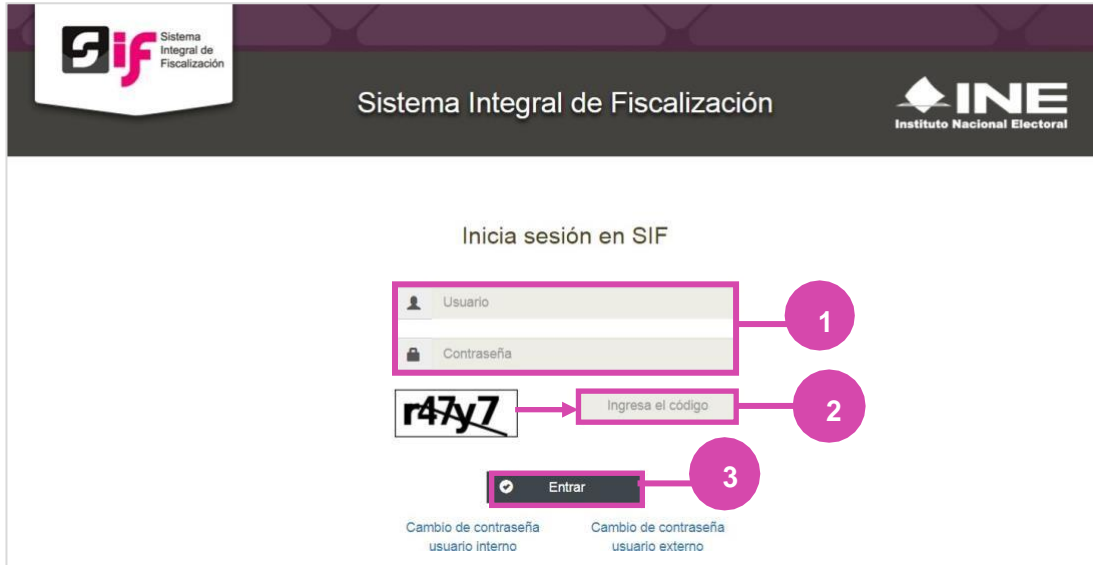 Sif
Sistema
Integral de
Fiscalización
Sistema Integral de Fiscalización
INE
Instituto Nacional Electoral
Inicia sesión en SIF
Usuario
1
Contraseña
r47y7
Ingresa el código
2
Entrar
3
Cambio de contraseña
usuario interno
Cambio de contraseña
usuario externo